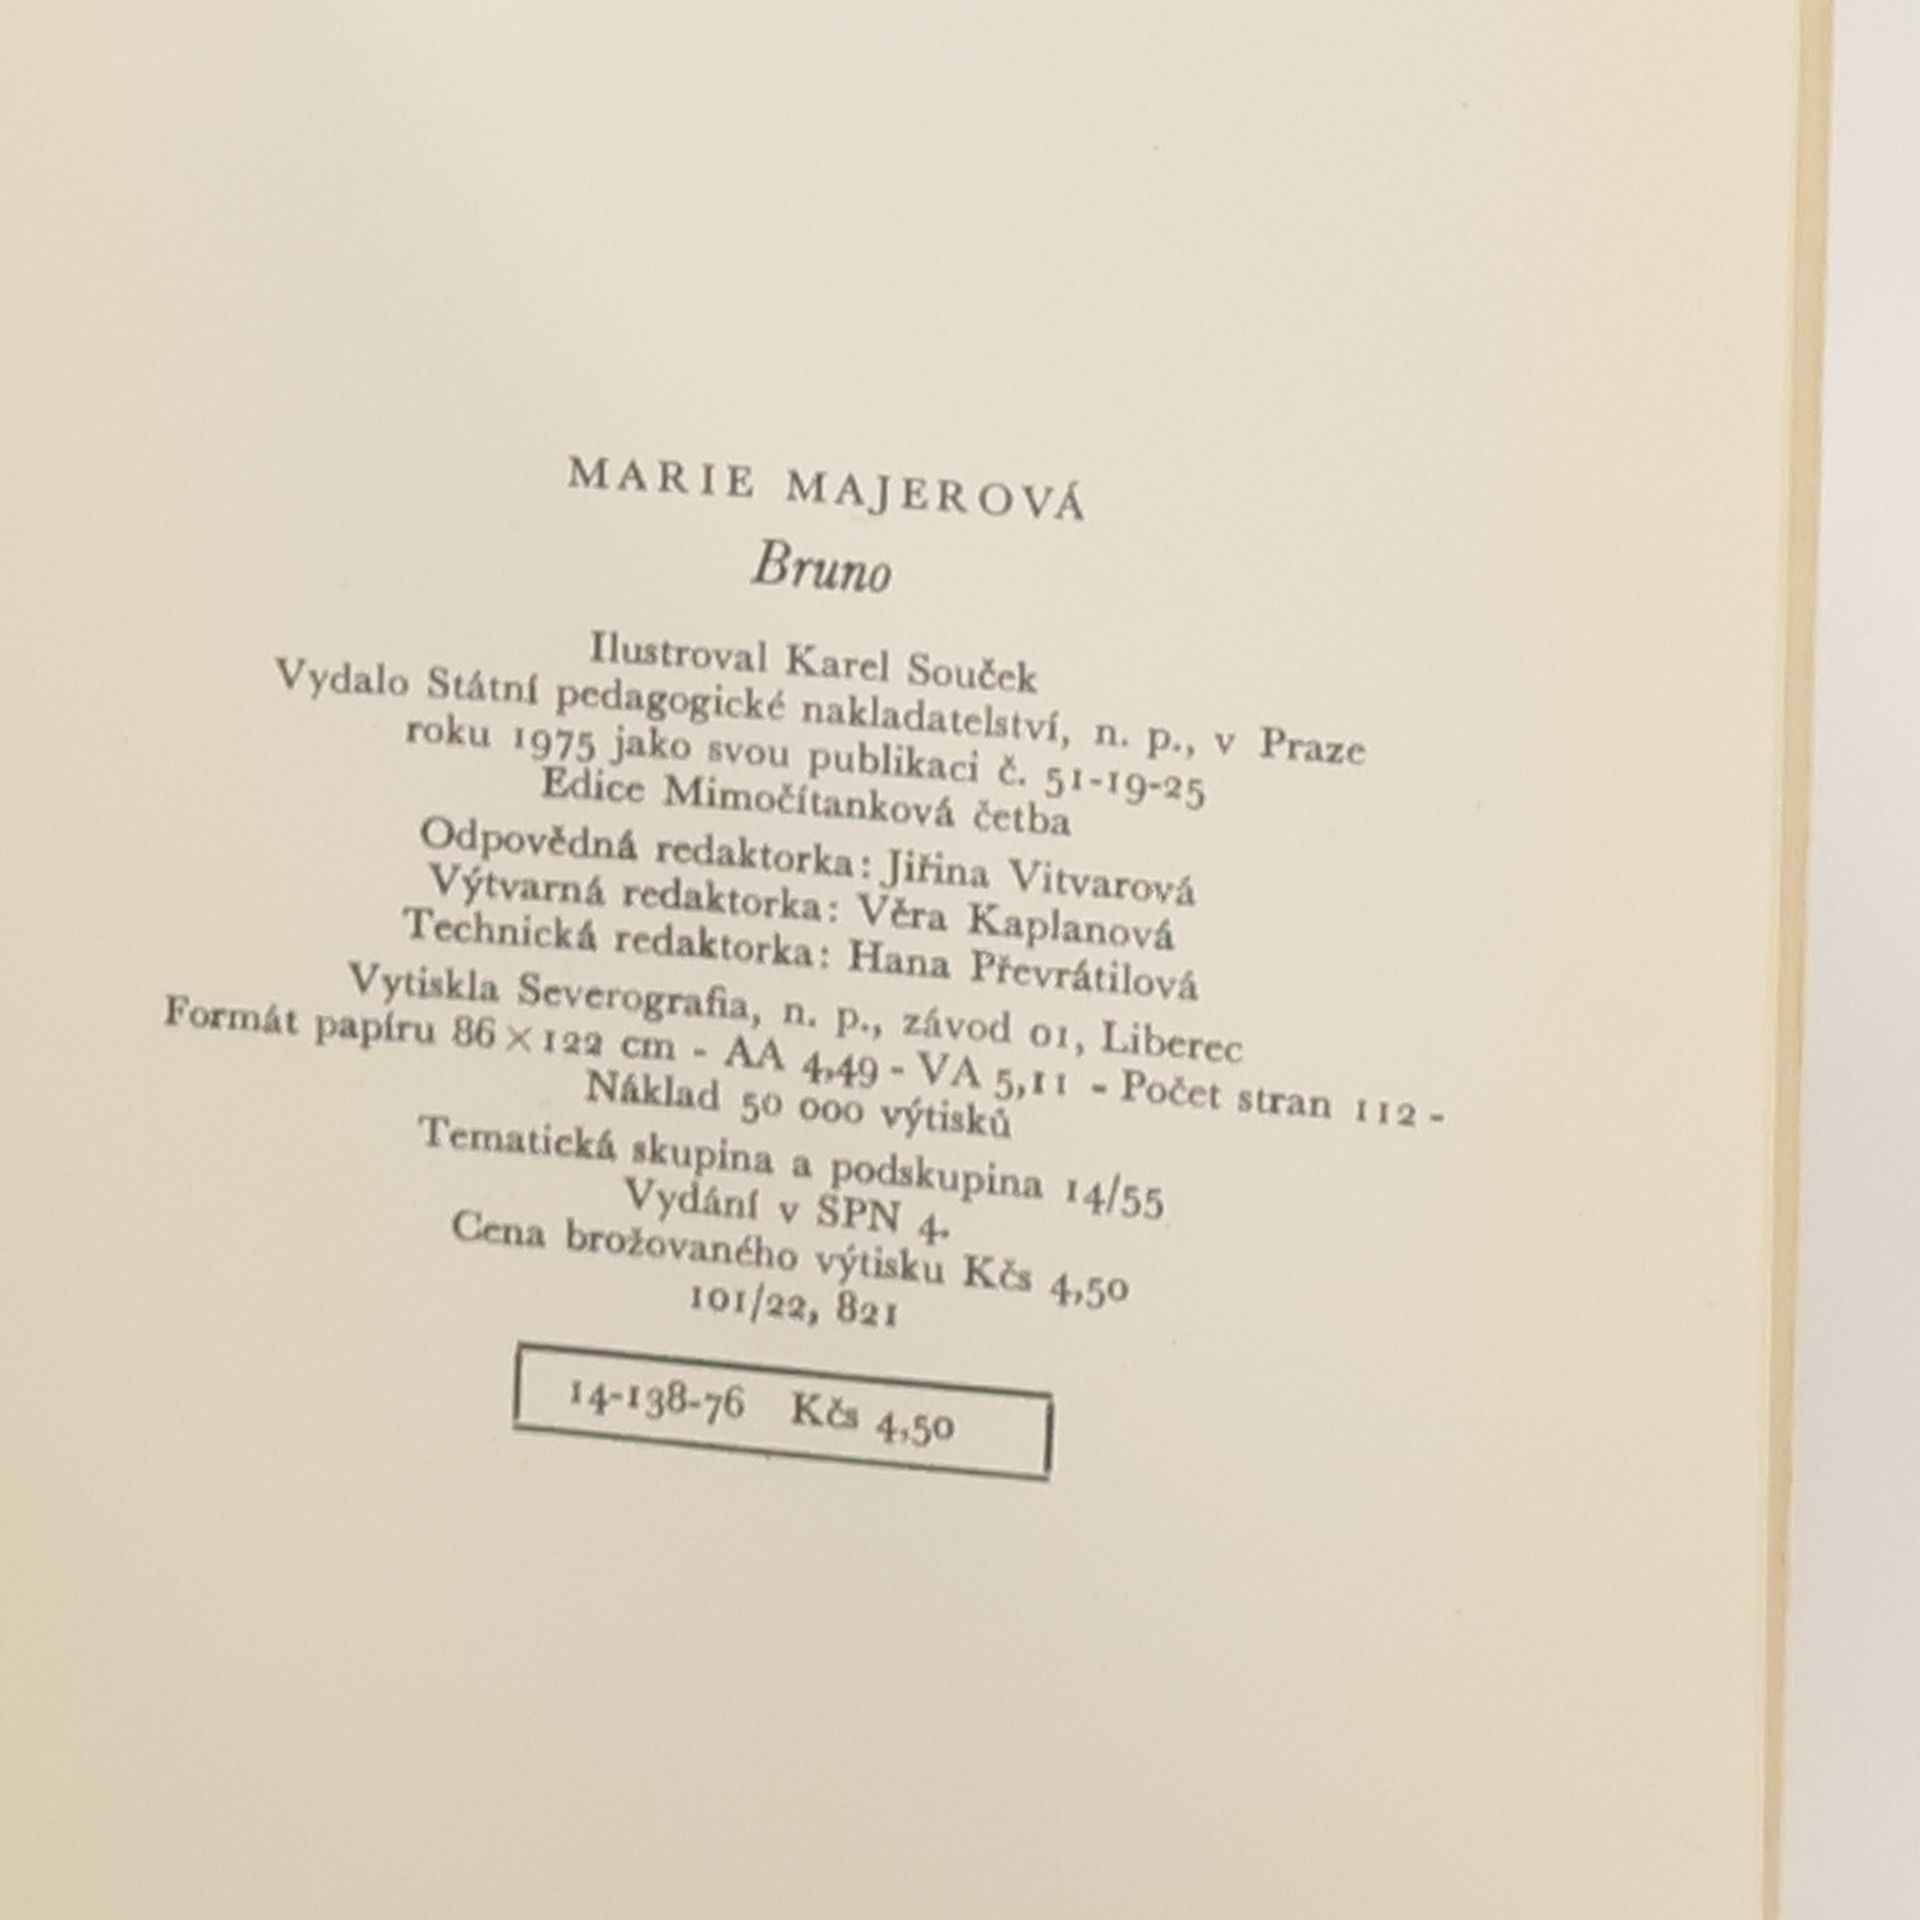 MARIE MAJEROVÁ
Bruno
Ilustroval Karel Souček
Vydalo Státní pedagogické nakladatelství, n. p., v Praze
roku 1975 jako svou publikaci č. 51-19-25
Edice Mimočítanková četba
Odpovědná redaktorka: Jiřina Vitvarová
Výtvarná redaktorka: Věra Kaplanová
Technická redaktorka: Hana Převrátilová
Vytiskla Severografia, n. p., závod 01, Liberec
Formát papíru 86×122 cm - AA 4,49 - VA 5,11 - Počet stran 112 -
Náklad 50 000 výtisků
Tematická skupina a podskupina 14/55
Vydání v SPN 4.
Cena brožovaného výtisku Kčs 4,50
101/22, 821
14-138-76 Kčs 4,50